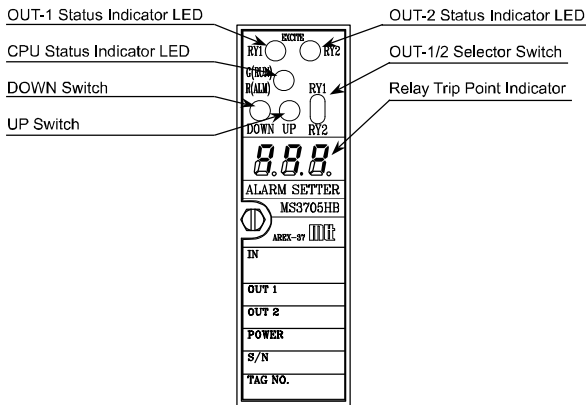 OUT-1 Status Indicator LED
OUT-2 Status Indicator LED
CPU Status Indicator LED
OUT-1/2 Selector Switch
DOWN Switch
Relay Trip Point Indicator
UP Switch
EXCITE
RY1
RY2
G(RUN)
R(ALM)
RY1
DOWN UP RY2
8.8.8.
ALARM SETTER
MS3705HB
AREX-37
IN
OUT 1
OUT 2
POWER
S/N
TAG NO.